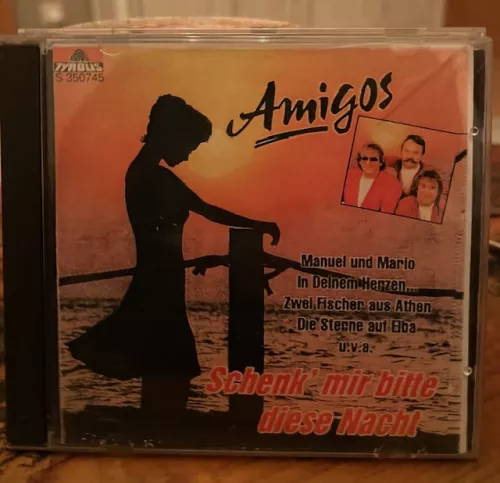 TYROLIS
S 350745
Amigos
Manuel und Mario
In Deinem Herzen...
Zwei Fischer aus Athen
Die Sterne auf Elba
u.v.a.
Schenk' mir bitte
diese Nacht